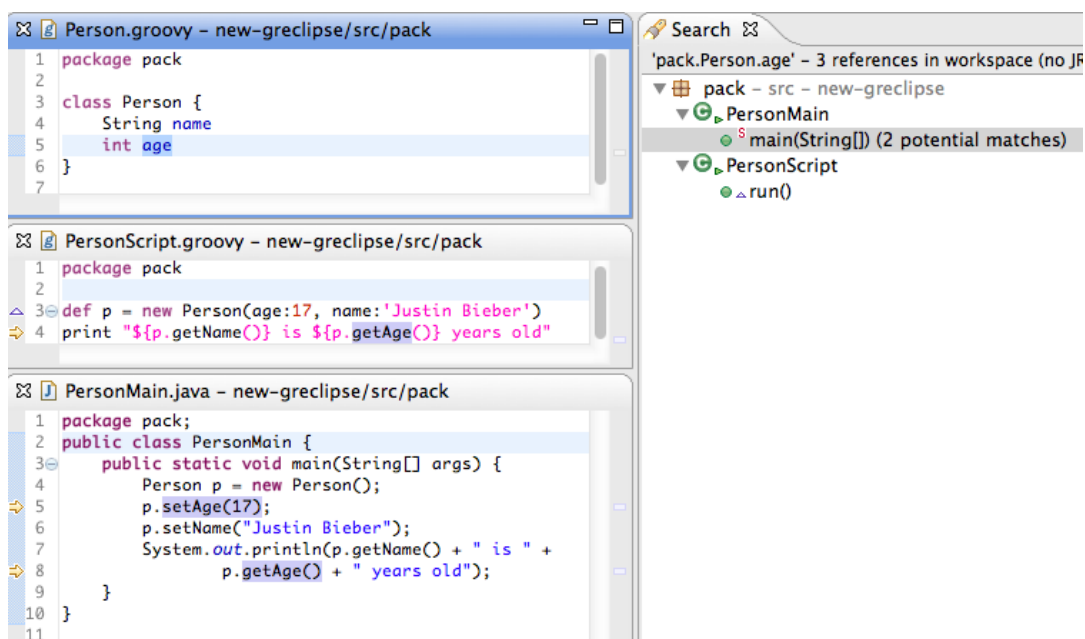 Person.groovy – new-greclipse/src/pack
1 package pack
2
3 class Person {
4     String name
5     int age
6 }
7
PersonScript.groovy – new-greclipse/src/pack
1 package pack
2
3 def p = new Person(age:17, name:'Justin Bieber')
4 print "${p.getName()} is ${p.getAge()} years old"
PersonMain.java – new-greclipse/src/pack
1 package pack;
2 public class PersonMain {
3     public static void main(String[] args) {
4         Person p = new Person();
5         p.setAge(17);
6         p.setName("Justin Bieber");
7         System.out.println(p.getName() + " is " +
8                 p.getAge() + " years old");
9     }
10 }
11
Search
'pack.Person.age' – 3 references in workspace (no JR
pack – src – new-greclipse
PersonMain
main(String[]) (2 potential matches)
PersonScript
run()